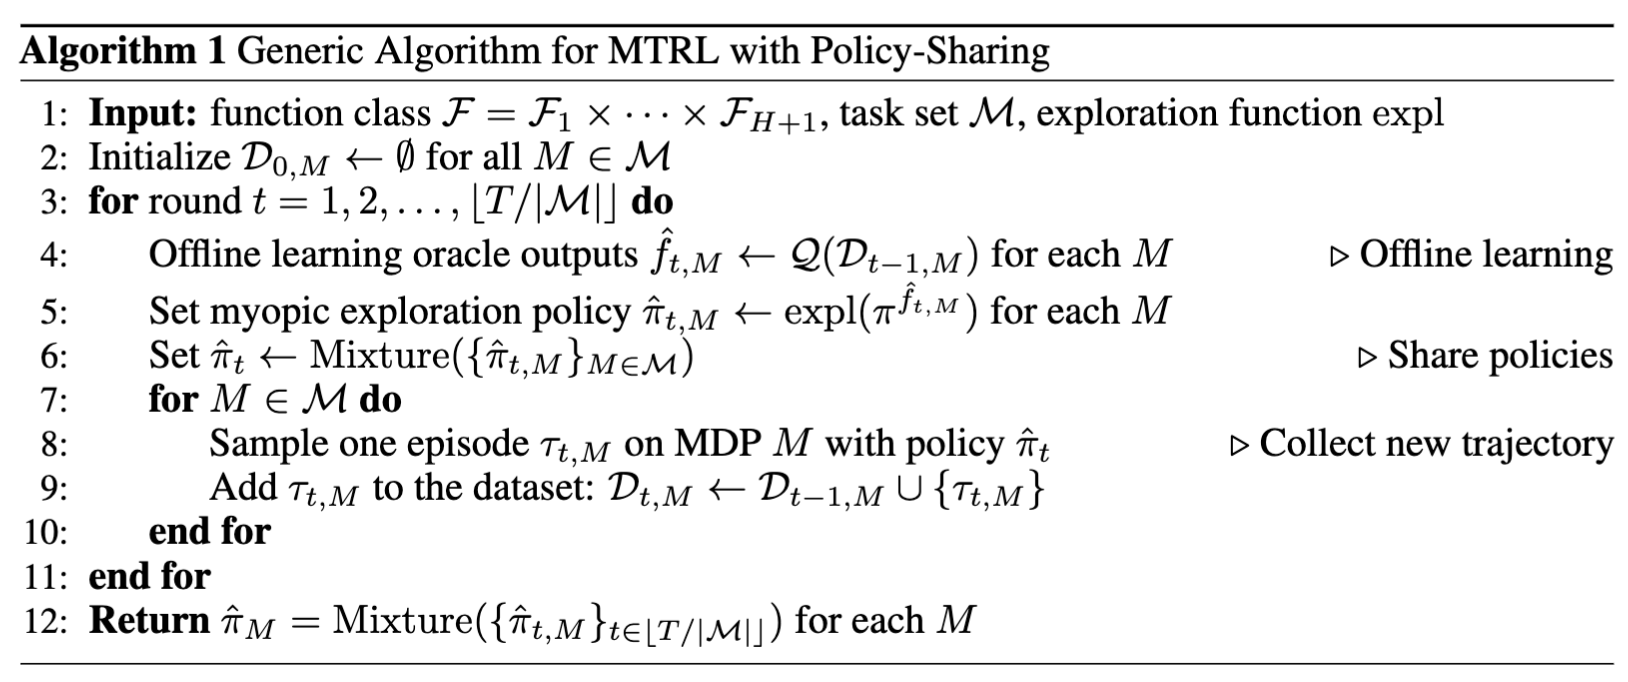 Algorithm 1 Generic Algorithm for MTRL with Policy-Sharing
1: Input: function class $\mathcal{F} = \mathcal{F}_1 \times \cdots \times \mathcal{F}_{H+1}$, task set $\mathcal{M}$, exploration function expl
2: Initialize $\mathcal{D}_{0,M} \leftarrow \emptyset$ for all $M \in \mathcal{M}$
3: for round $t = 1, 2, \ldots, \lfloor T/|\mathcal{M}| \rfloor$ do
4: Offline learning oracle outputs $\hat{f}_{t,M} \leftarrow \mathcal{Q}(\mathcal{D}_{t-1,M})$ for each $M$ ▷ Offline learning
5: Set myopic exploration policy $\hat{\pi}_{t,M} \leftarrow \mathrm{expl}(\pi^{\hat{f}_{t,M}})$ for each $M$
6: Set $\hat{\pi}_t \leftarrow \mathrm{Mixture}(\{\hat{\pi}_{t,M}\}_{M \in \mathcal{M}})$ ▷ Share policies
7: for $M \in \mathcal{M}$ do
8: Sample one episode $\tau_{t,M}$ on MDP $M$ with policy $\hat{\pi}_t$ ▷ Collect new trajectory
9: Add $\tau_{t,M}$ to the dataset: $\mathcal{D}_{t,M} \leftarrow \mathcal{D}_{t-1,M} \cup \{\tau_{t,M}\}$
10: end for
11: end for
12: Return $\hat{\pi}_M = \mathrm{Mixture}(\{\hat{\pi}_{t,M}\}_{t \in \lfloor T/|\mathcal{M}| \rfloor})$ for each $M$